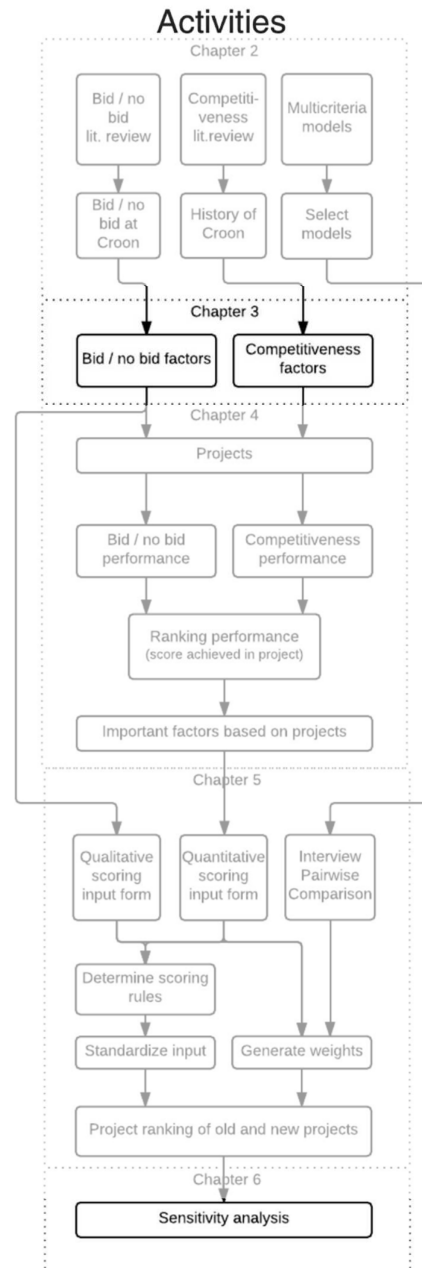 Activities
Chapter 2
Bid / no
bid
lit. review
Competiti-
veness
lit.review
Multicriteria
models
Bid / no
bid at
Croon
History of
Croon
Select
models
Chapter 3
Bid / no bid factors
Competitiveness
factors
Chapter 4
Projects
Bid / no bid
performance
Competitiveness
performance
Ranking performance
(score achieved in project)
Important factors based on projects
Chapter 5
Qualitative
scoring
input form
Quantitative
scoring
input form
Interview
Pairwise
Comparison
Determine scoring
rules
Standardize input
Generate weights
Project ranking of old and new projects
Chapter 6
Sensitivity analysis